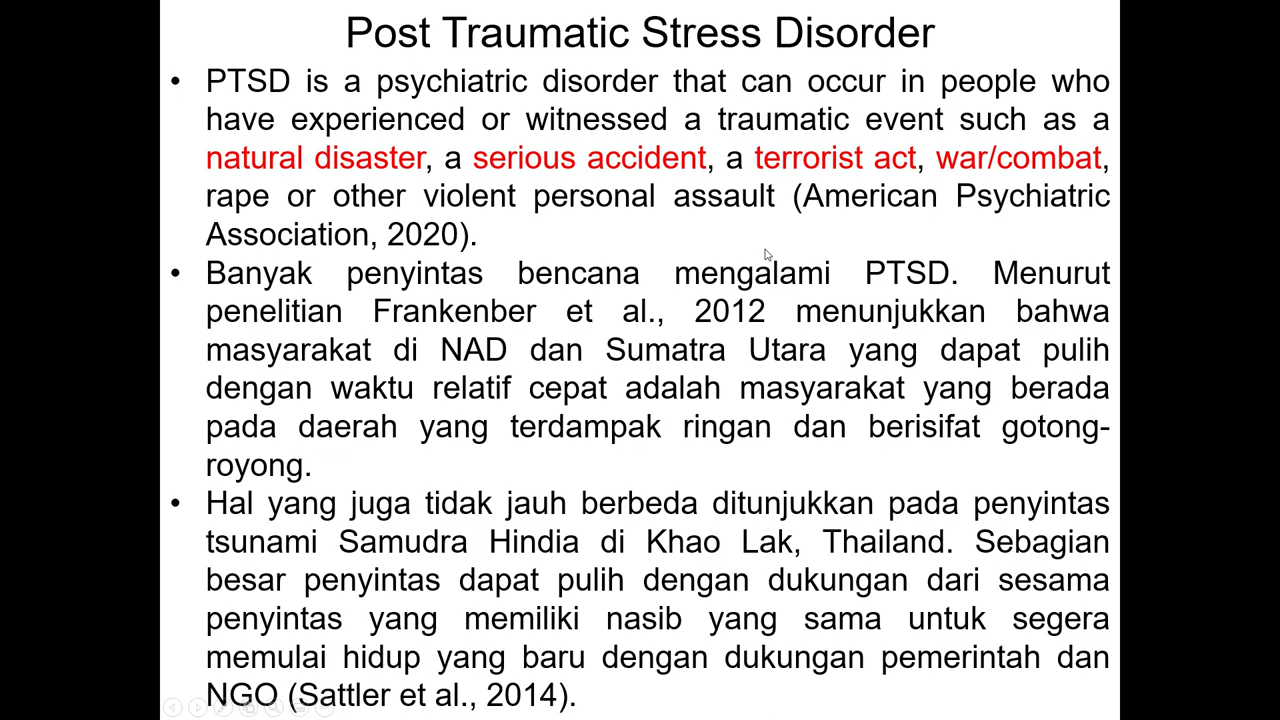 Post Traumatic Stress Disorder
• PTSD is a psychiatric disorder that can occur in people who
have experienced or witnessed a traumatic event such as a
natural disaster, a serious accident, a terrorist act, war/combat,
rape or other violent personal assault (American Psychiatric
Association, 2020).
• Banyak penyintas bencana mengalami PTSD. Menurut
penelitian Frankenber et al., 2012 menunjukkan bahwa
masyarakat di NAD dan Sumatra Utara yang dapat pulih
dengan waktu relatif cepat adalah masyarakat yang berada
pada daerah yang terdampak ringan dan berisifat gotong-
royong.
• Hal yang juga tidak jauh berbeda ditunjukkan pada penyintas
tsunami Samudra Hindia di Khao Lak, Thailand. Sebagian
besar penyintas dapat pulih dengan dukungan dari sesama
penyintas yang memiliki nasib yang sama untuk segera
memulai hidup yang baru dengan dukungan pemerintah dan
NGO (Sattler et al., 2014).